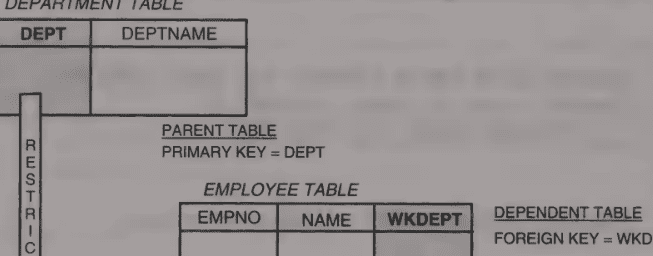 DEPARTMENT TABLE
DEPT DEPTNAME
PARENT TABLE
PRIMARY KEY = DEPT
RESTRIC
EMPLOYEE TABLE
EMPNO NAME WKDEPT
DEPENDENT TABLE
FOREIGN KEY = WKD